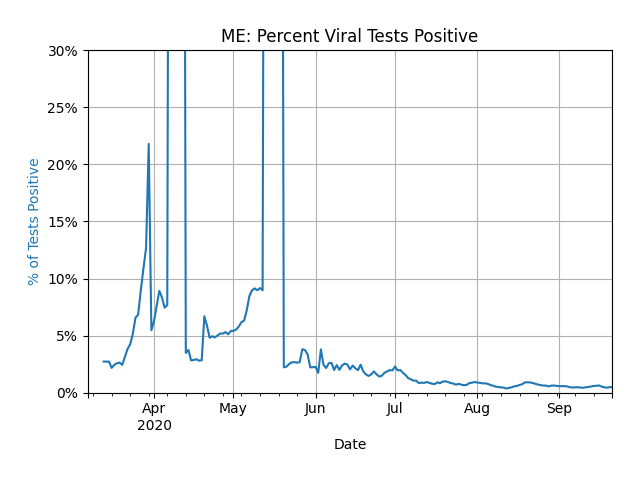 ME: Percent Viral Tests Positive
30%
25%
20%
15%
10%
5%
0%
% of Tests Positive
Apr May Jun Jul Aug Sep
2020
Date